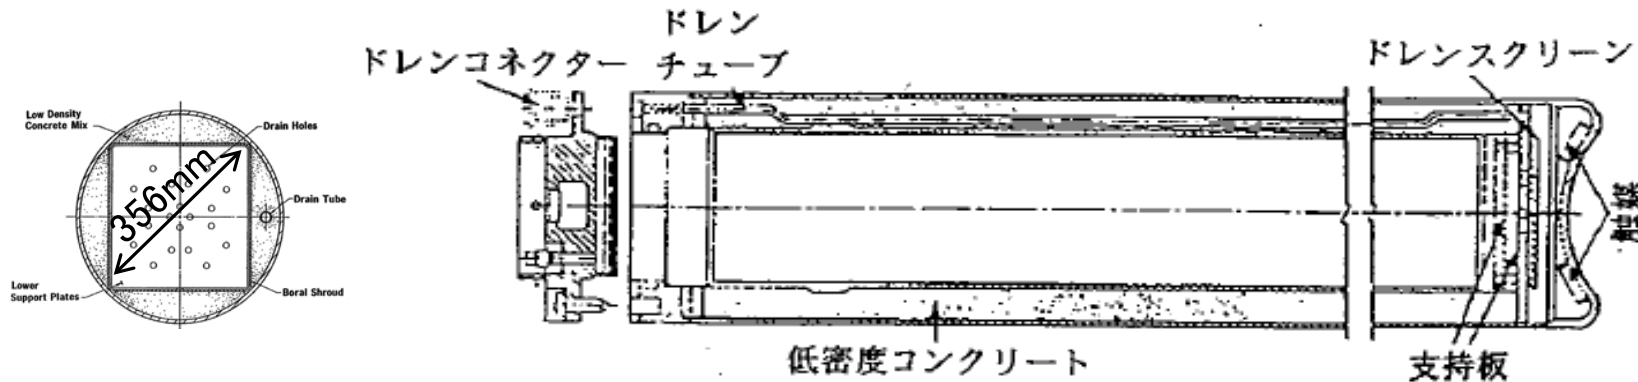 Low Density
Concrete Mix
Drain Holes
356mm
Drain Tube
Lower
Support Plates
Boral Shroud
ドレンコネクター
ドレン
チューブ
ドレンスクリーン
触媒
低密度コンクリート
支持板